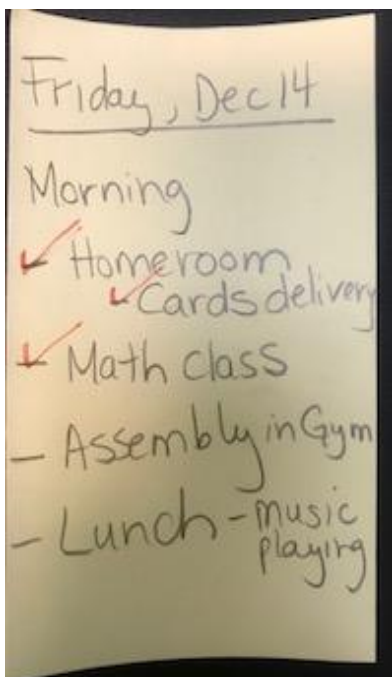 Friday, Dec 14
Morning
- Homeroom
- Cards delivery
- Math class
- Assembly in Gym
- Lunch - music
playing